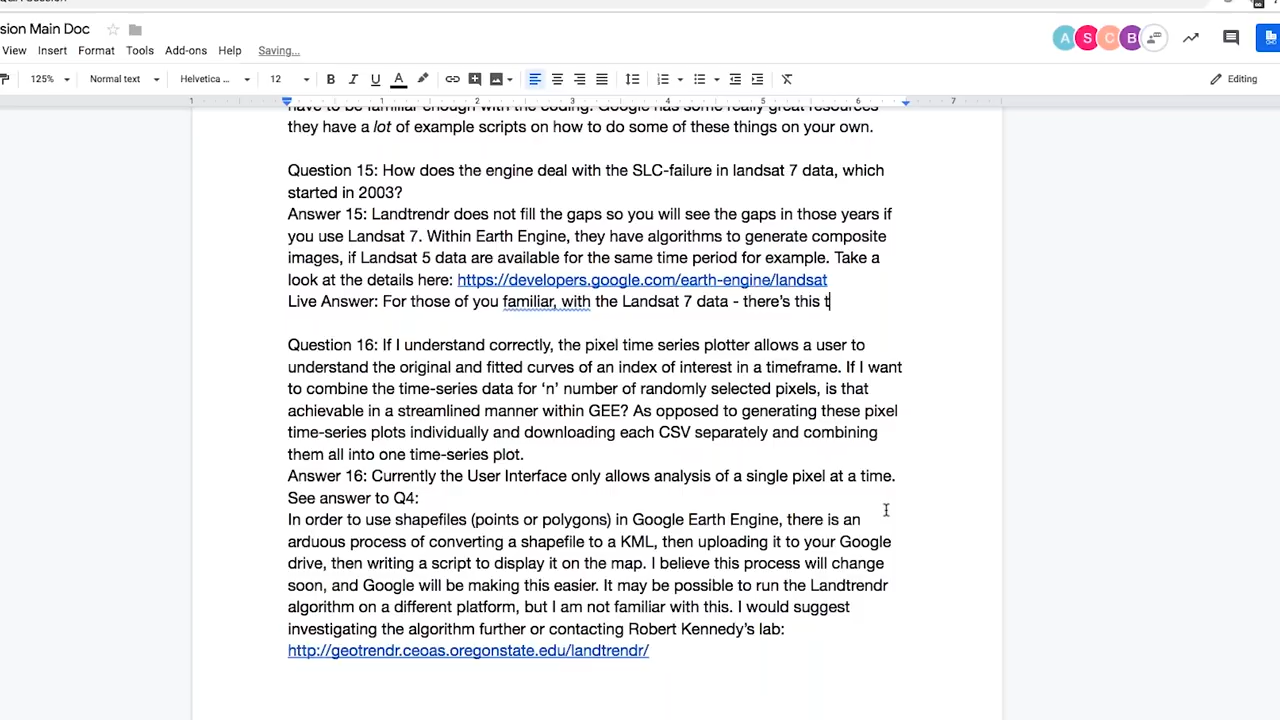 sion Main Doc
View Insert Format Tools Add-ons Help Saving...
A S C B
125% Normal text Helvetica ... 12 B I U A Editing
1 1 2 3 4 5 6 7
they have a lot of example scripts on how to do some of these things on your own.
Question 15: How does the engine deal with the SLC-failure in landsat 7 data, which
started in 2003?
Answer 15: Landtrendr does not fill the gaps so you will see the gaps in those years if
you use Landsat 7. Within Earth Engine, they have algorithms to generate composite
images, if Landsat 5 data are available for the same time period for example. Take a
look at the details here: https://developers.google.com/earth-engine/landsat
Live Answer: For those of you familiar, with the Landsat 7 data - there's this t
Question 16: If I understand correctly, the pixel time series plotter allows a user to
understand the original and fitted curves of an index of interest in a timeframe. If I want
to combine the time-series data for ‘n’ number of randomly selected pixels, is that
achievable in a streamlined manner within GEE? As opposed to generating these pixel
time-series plots individually and downloading each CSV separately and combining
them all into one time-series plot.
Answer 16: Currently the User Interface only allows analysis of a single pixel at a time.
See answer to Q4:
In order to use shapefiles (points or polygons) in Google Earth Engine, there is an
arduous process of converting a shapefile to a KML, then uploading it to your Google
drive, then writing a script to display it on the map. I believe this process will change
soon, and Google will be making this easier. It may be possible to run the Landtrendr
algorithm on a different platform, but I am not familiar with this. I would suggest
investigating the algorithm further or contacting Robert Kennedy's lab:
http://geotrendr.ceoas.oregonstate.edu/landtrendr/